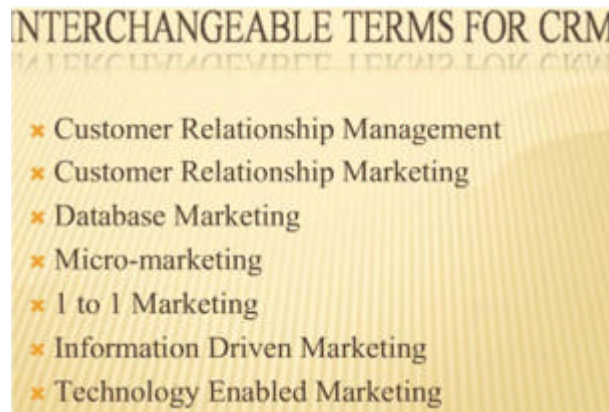 INTERCHANGEABLE TERMS FOR CRM
Customer Relationship Management
Customer Relationship Marketing
Database Marketing
Micro-marketing
1 to 1 Marketing
Information Driven Marketing
Technology Enabled Marketing